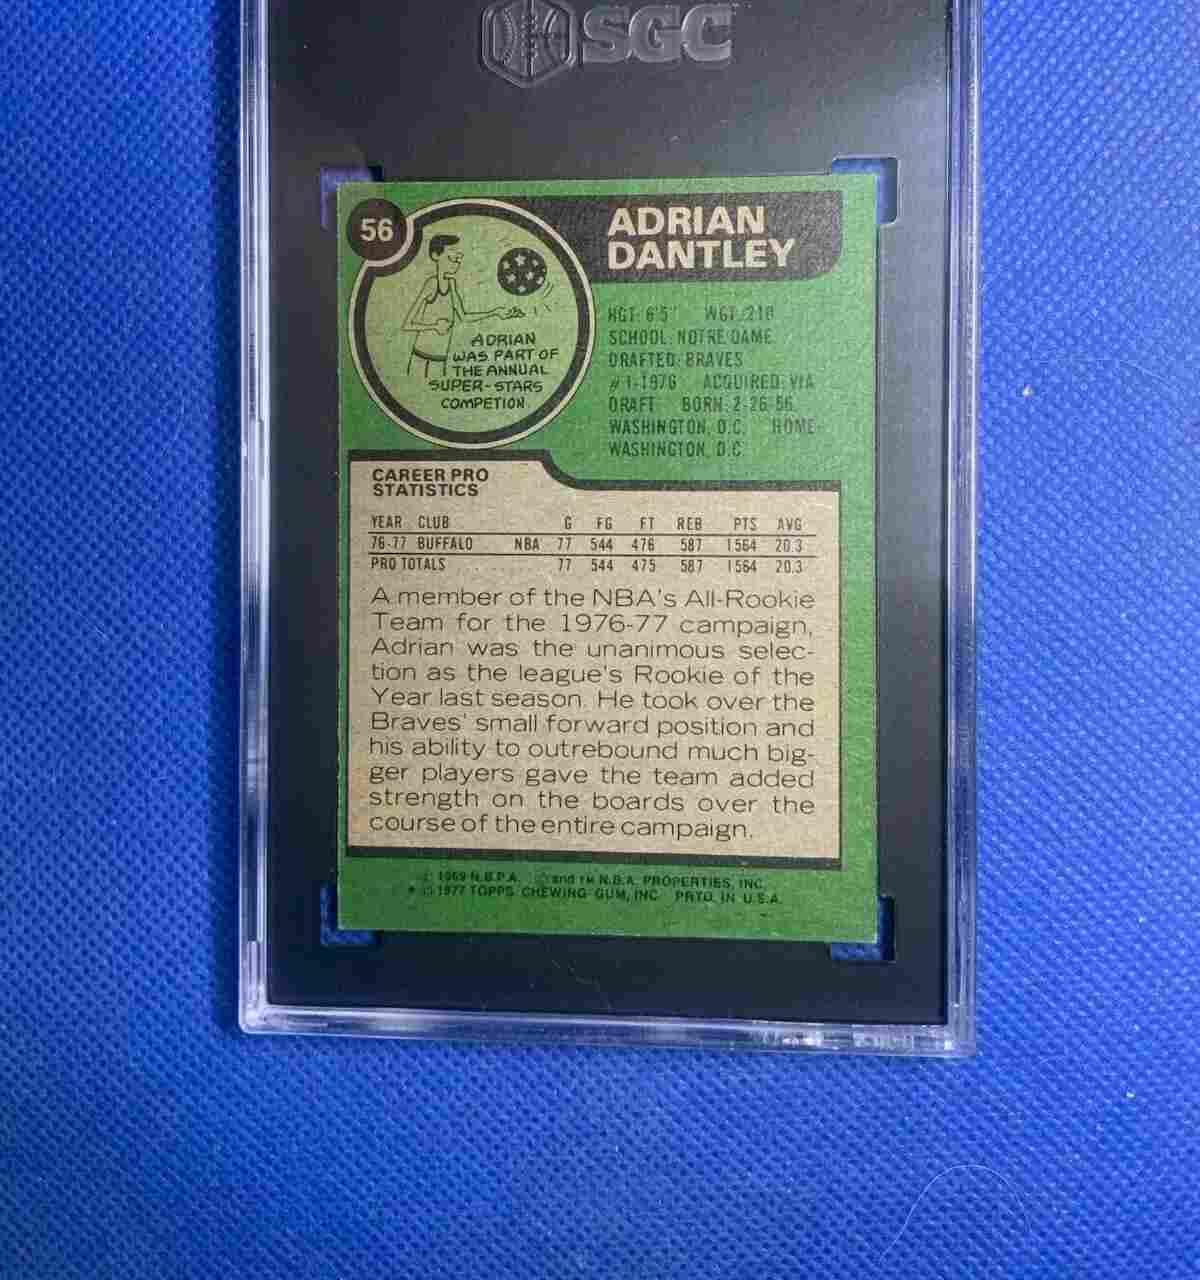 SGC
56
ADRIAN
DANTLEY
ADRIAN
WAS PART OF
THE ANNUAL
SUPER-STARS
COMPETION
HGT: 6'5" WGT: 210
SCHOOL: NOTRE DAME
DRAFTED: BRAVES
#1-1976 ACQUIRED: VIA
DRAFT BORN: 2-26-56
WASHINGTON, D.C. HOME:
WASHINGTON, D.C.
CAREER PRO
STATISTICS
YEAR CLUB G FG FT REB PTS AVG
76-77 BUFFALO NBA 77 544 476 587 1564 20.3
PRO TOTALS 77 544 475 587 1564 20.3
A member of the NBA's All-Rookie
Team for the 1976-77 campaign,
Adrian was the unanimous selec-
tion as the league's Rookie of the
Year last season. He took over the
Braves' small forward position and
his ability to outrebound much big-
ger players gave the team added
strength on the boards over the
course of the entire campaign.
© 1969 N.B.P.A. © and TM N.B.A. PROPERTIES, INC.
* © 1977 TOPPS CHEWING GUM, INC. PRTD. IN U.S.A.